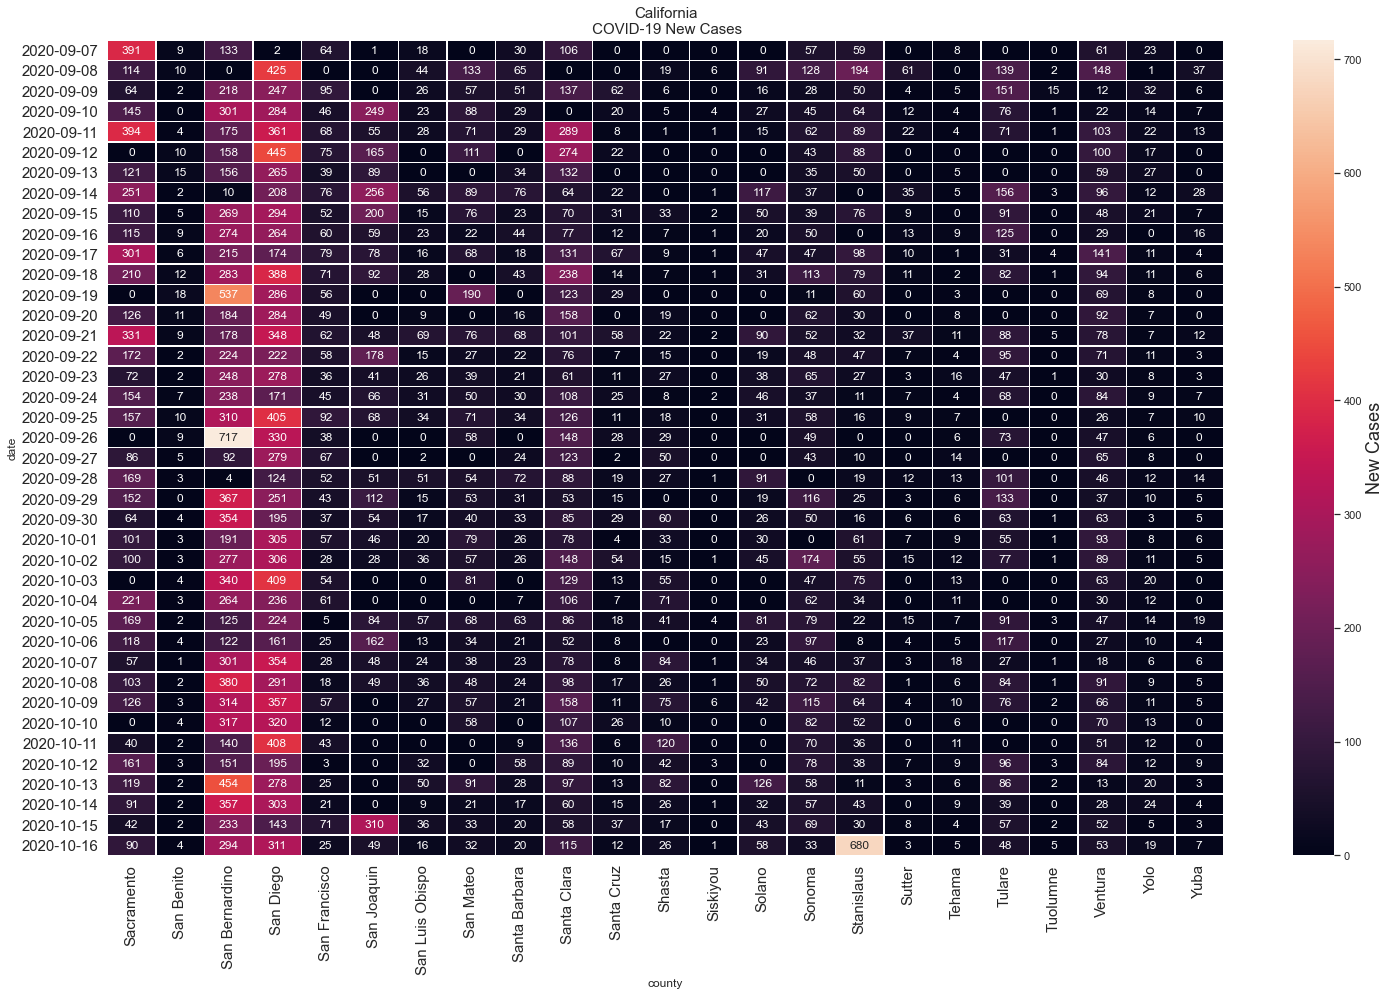 California
COVID-19 New Cases
2020-09-07 391 9 133 2 64 1 18 0 30 106 0 0 0 0 57 59 0 8 0 0 61 23 0
2020-09-08 114 10 0 425 0 0 44 133 65 0 0 19 6 91 128 194 61 0 139 2 148 1 37
2020-09-09 64 2 218 247 95 0 26 57 51 137 62 6 0 16 28 50 4 5 151 15 12 32 6
2020-09-10 145 0 301 284 46 249 23 88 29 0 20 5 4 27 45 64 12 4 76 1 22 14 7
2020-09-11 394 4 175 361 68 55 28 71 29 289 8 1 1 15 62 89 22 4 71 1 103 22 13
2020-09-12 0 10 158 445 75 165 0 111 0 274 22 0 0 0 43 88 0 0 0 0 100 17 0
2020-09-13 121 15 156 265 39 89 0 0 34 132 0 0 0 0 35 50 0 5 0 0 59 27 0
2020-09-14 251 2 10 208 76 256 56 89 76 64 22 0 1 117 37 0 35 0 156 3 96 12 28
2020-09-15 110 5 269 294 52 200 15 76 23 70 31 33 2 50 39 76 9 0 91 0 48 21 7
2020-09-16 115 9 274 264 60 59 23 22 44 77 12 7 1 20 50 0 13 9 125 0 29 0 16
2020-09-17 301 6 215 174 79 78 16 68 18 131 67 9 1 47 47 98 10 1 31 4 141 11 4
2020-09-18 210 12 283 388 71 92 28 0 43 238 14 7 1 31 113 79 11 2 82 1 94 11 6
2020-09-19 0 18 537 286 56 0 0 190 0 123 29 0 0 0 11 60 0 3 0 0 69 8 0
2020-09-20 126 11 184 284 49 0 9 0 16 158 0 19 0 0 62 30 0 8 0 0 92 7 0
2020-09-21 331 9 178 348 62 48 69 76 68 101 58 22 2 90 52 32 37 11 88 5 78 7 12
2020-09-22 172 2 224 222 58 178 15 27 22 76 7 15 0 19 48 47 7 4 95 0 71 11 3
2020-09-23 72 2 248 278 36 41 26 39 21 61 11 27 0 38 65 27 3 16 47 1 30 8 3
2020-09-24 154 7 238 171 45 66 31 50 30 108 25 8 2 46 37 11 7 4 68 0 84 9 7
2020-09-25 157 10 310 405 92 68 34 71 34 126 11 18 0 31 58 16 9 7 0 0 26 7 10
2020-09-26 0 9 717 330 38 0 0 58 0 148 28 29 0 0 49 0 0 6 73 0 47 6 0
2020-09-27 86 5 92 279 67 0 2 0 24 123 2 50 0 0 43 10 0 14 0 0 65 8 0
2020-09-28 169 3 4 124 52 51 51 54 72 88 19 27 1 91 0 19 12 13 101 0 46 12 14
2020-09-29 152 0 367 251 43 112 15 53 31 53 15 0 0 19 116 25 3 6 133 0 37 10 5
2020-09-30 64 4 354 195 37 54 17 40 33 85 29 60 0 26 50 16 6 6 63 1 63 3 5
2020-10-01 101 3 191 305 57 46 20 79 26 78 4 33 0 30 0 61 7 9 55 1 93 8 6
2020-10-02 100 3 277 306 28 28 36 57 26 148 54 15 1 45 174 55 15 12 77 1 89 11 5
2020-10-03 0 4 340 409 54 0 0 81 0 129 13 55 0 0 47 75 0 13 0 0 63 20 0
2020-10-04 221 3 264 236 61 0 0 0 7 106 7 71 0 0 62 34 0 11 0 0 30 12 0
2020-10-05 169 2 125 224 5 84 57 68 63 86 18 41 4 81 79 22 15 7 91 3 47 14 19
2020-10-06 118 4 122 161 25 162 13 34 21 52 8 0 0 23 97 8 4 5 117 0 27 10 4
2020-10-07 57 1 301 354 28 48 24 38 23 78 8 84 1 34 46 37 3 18 27 1 18 6 6
2020-10-08 103 2 380 291 18 49 36 48 24 98 17 26 1 50 72 82 1 6 84 1 91 9 5
2020-10-09 126 3 314 357 57 0 27 57 21 158 11 75 6 42 115 64 4 10 76 2 66 11 5
2020-10-10 0 4 317 320 12 0 0 58 0 107 26 10 0 0 82 52 0 6 0 0 70 13 0
2020-10-11 40 2 140 408 43 0 0 0 9 136 6 120 0 0 70 36 0 11 0 0 51 12 0
2020-10-12 161 3 151 195 3 0 32 0 58 89 10 42 3 0 78 38 7 9 96 3 84 12 9
2020-10-13 119 2 454 278 25 0 50 91 28 97 13 82 0 126 58 11 3 6 86 2 13 20 3
2020-10-14 91 2 357 303 21 0 9 21 17 60 15 26 1 32 57 43 0 9 39 0 28 24 4
2020-10-15 42 2 233 143 71 310 36 33 20 58 37 17 0 43 69 30 8 4 57 2 52 5 3
2020-10-16 90 4 294 311 25 49 16 32 20 115 12 26 1 58 33 680 3 5 48 5 53 19 7
date
Sacramento San Benito San Bernardino San Diego San Francisco San Joaquin San Luis Obispo San Mateo Santa Barbara Santa Clara Santa Cruz Shasta Siskiyou Solano Sonoma Stanislaus Sutter Tehama Tulare Tuolumne Ventura Yolo Yuba
county
700
600
500
400
300
200
100
0
New Cases